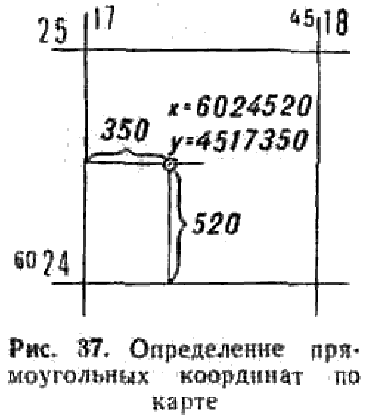 25 17 45 18
x=6024520
350 y=4517350
520
60 24
Рис. 37. Определение пря-
моугольных координат по
карте